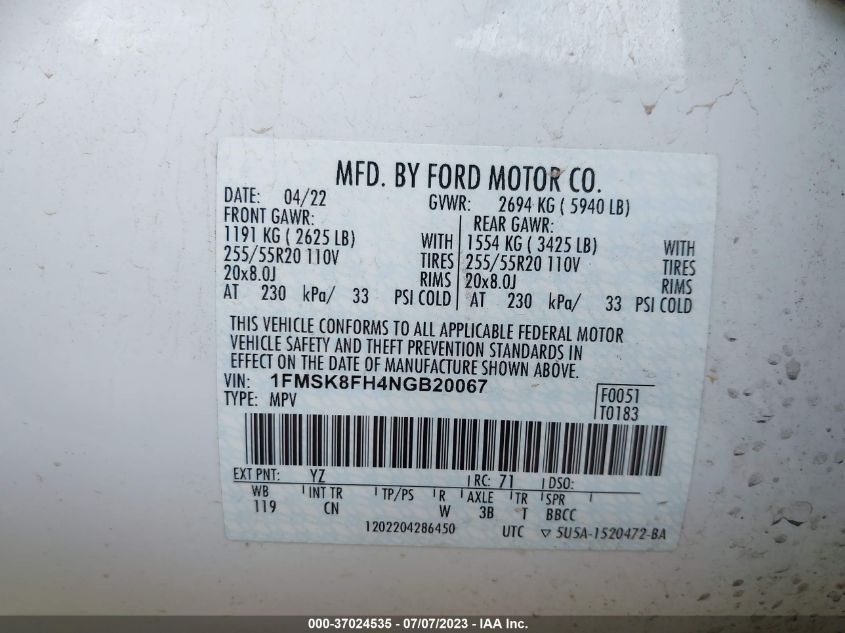 MFD. BY FORD MOTOR CO.
DATE: 04/22 GVWR: 2694 KG ( 5940 LB)
FRONT GAWR: REAR GAWR:
1191 KG ( 2625 LB) WITH 1554 KG ( 3425 LB) WITH
255/55R20 110V TIRES 255/55R20 110V TIRES
20x8.0J RIMS 20x8.0J RIMS
AT 230 kPa/ 33 PSI COLD AT 230 kPa/ 33 PSI COLD
THIS VEHICLE CONFORMS TO ALL APPLICABLE FEDERAL MOTOR
VEHICLE SAFETY AND THEFT PREVENTION STANDARDS IN
EFFECT ON THE DATE OF MANUFACTURE SHOWN ABOVE.
VIN: 1FMSK8FH4NGB20067 F0051
TYPE: MPV T0183
EXT PNT: YZ RC: 71 DSO:
WB INT TR TP/PS R AXLE TR SPR
119 CN W 3B T BBCC
1202204286450 UTC ▽ 5U5A-1520472-BA
000-37024535 - 07/07/2023 - IAA Inc.